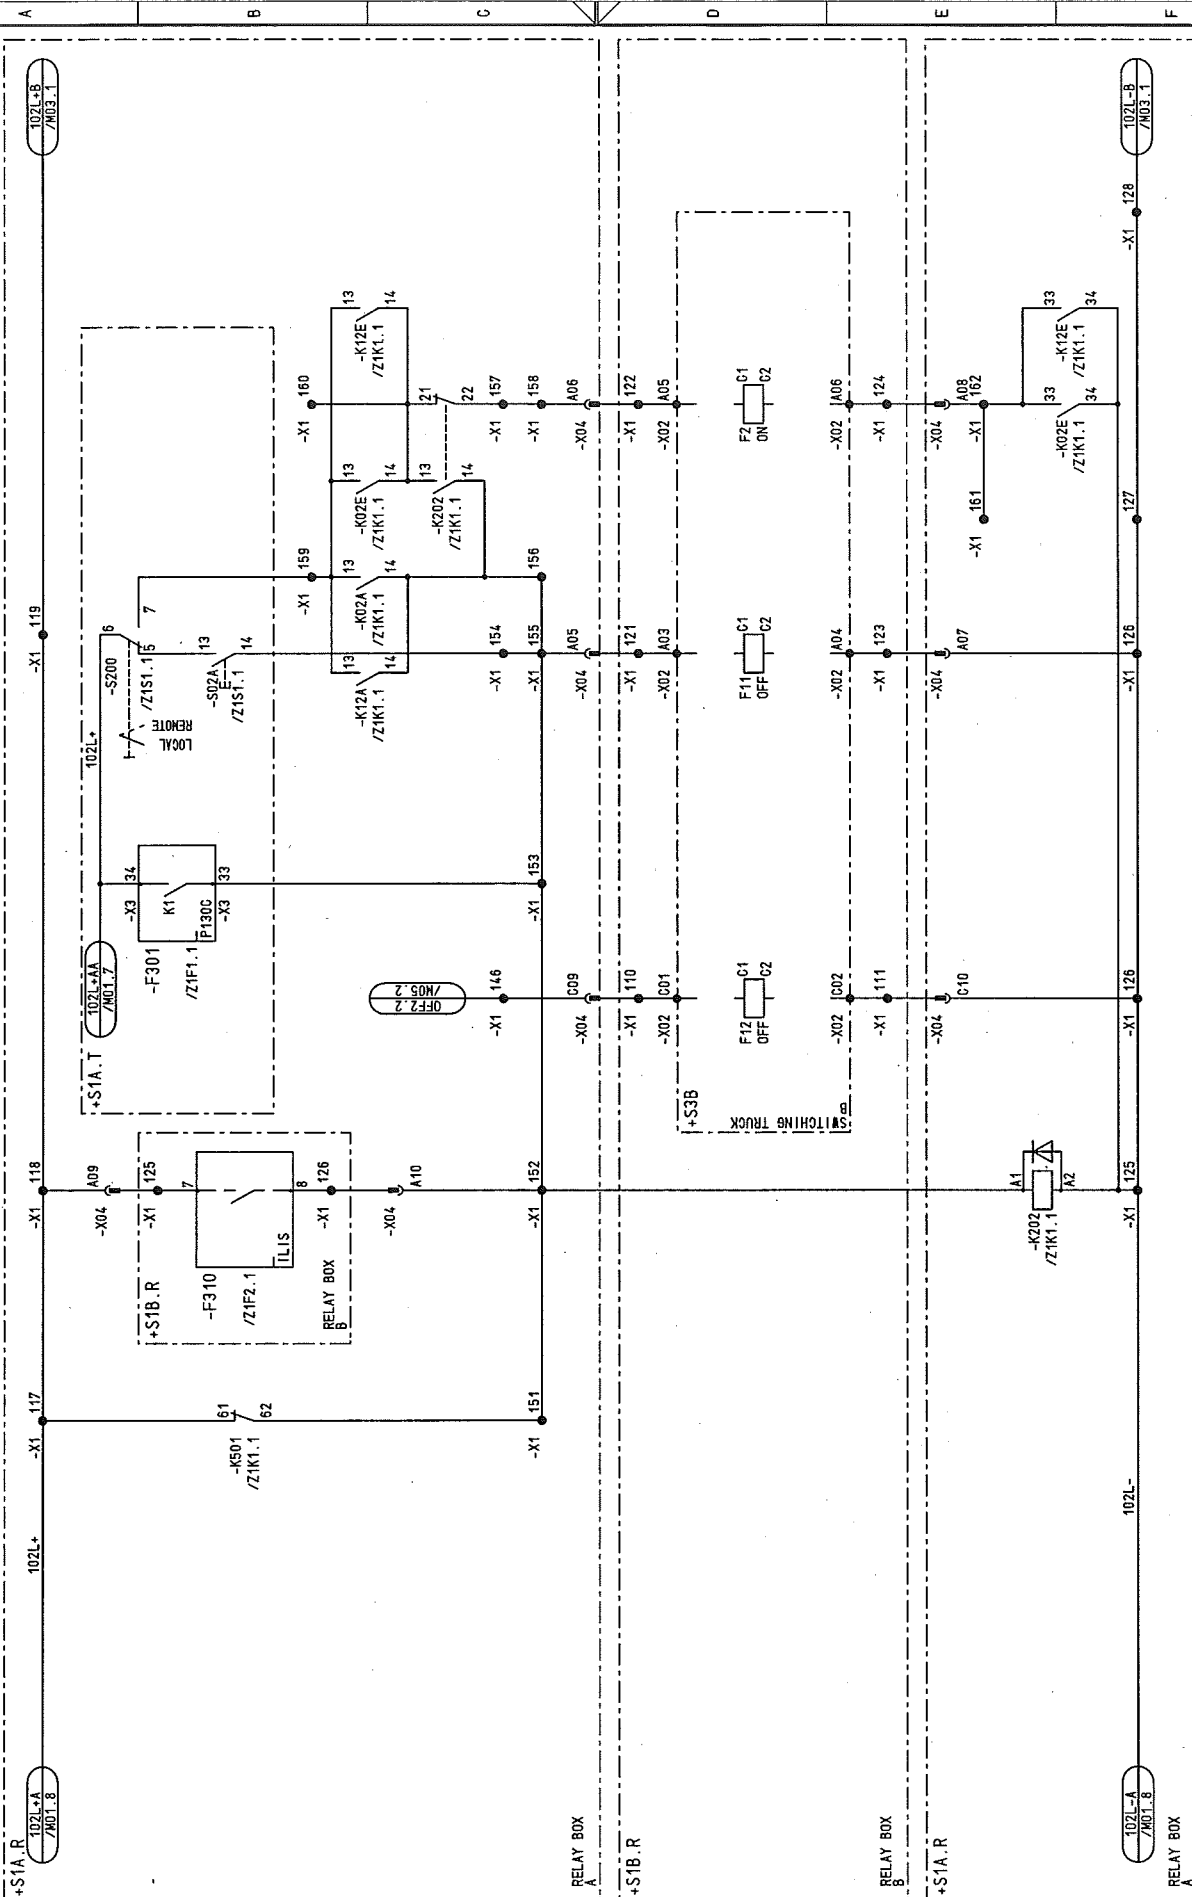 A
B
C
D
E
F
+S1A.R
102L+A
/M01.8
102L+
-X1 117
-X1 118
-X1 119
102L+B
/M03.1
+S1A.T
102L+AA
/M01.7
102L+
-X04 A09
-X1 125
+S1B.R
-F310
/Z1F2.1
7
8
ILIS
-X1 126
RELAY BOX
B
-X04 A10
-F301
/Z1F1.1
-X3 34
K1
P130C
-X3 33
LOCAL
REMOTE
-S200
/Z1S1.1
6
5
7
-S02A
/Z1S1.1
13
14
-K501
/Z1K1.1
61
62
-X1 159
-X1 160
-K12A
/Z1K1.1
13
14
-K02A
/Z1K1.1
13
14
-K02E
/Z1K1.1
13
14
-K12E
/Z1K1.1
13
14
-K202
/Z1K1.1
13
14
21
22
OFF2.2
/M05.2
-X1 146
-X1 154
-X1 157
-X1 151
-X1 152
-X1 153
-X1 155
156
-X1 158
RELAY BOX
A
-X04 C09
-X04 A05
-X04 A06
+S1B.R
-X1 110
-X1 121
-X1 122
-X02 C01
-X02 A03
-X02 A05
+S3B
SWITCHING TRUCK
B
F12
OFF
C1
C2
F11
OFF
C1
C2
F2
ON
C1
C2
-X02 C02
-X02 A04
-X02 A06
-X1 111
-X1 123
-X1 124
RELAY BOX
B
+S1A.R
-X04 C10
-X04 A07
-X04 A08
-X1 161
-X1 162
-K202
/Z1K1.1
A1
A2
-K02E
/Z1K1.1
33
34
-K12E
/Z1K1.1
33
34
102L-A
/M01.8
102L-
-X1 125
-X1 126
-X1 126
127
-X1 128
102L-B
/M03.1
RELAY BOX
A